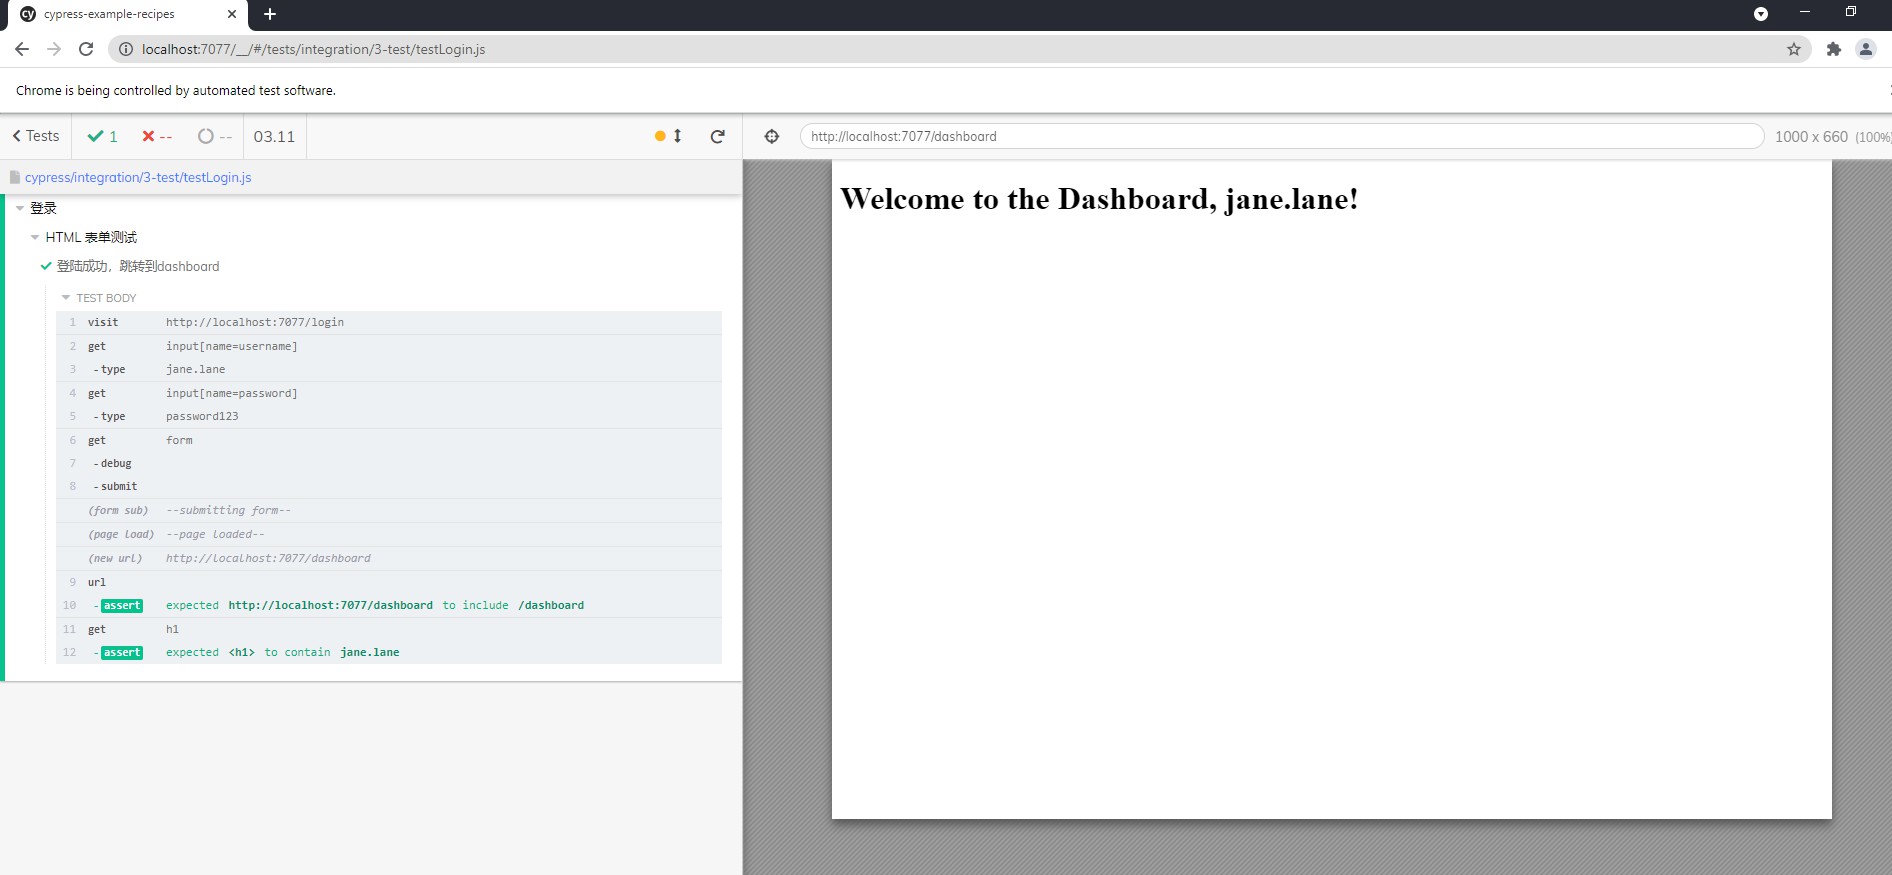 cypress-example-recipes
localhost:7077/__/#/tests/integration/3-test/testLogin.js
Chrome is being controlled by automated test software.
Tests 1 -- -- 03.11
http://localhost:7077/dashboard 1000 x 660 (100%)
cypress/integration/3-test/testLogin.js
登录
HTML 表单测试
登陆成功，跳转到dashboard
TEST BODY
1 visit http://localhost:7077/login
2 get input[name=username]
3 -type jane.lane
4 get input[name=password]
5 -type password123
6 get form
7 -debug
8 -submit
(form sub) --submitting form--
(page load) --page loaded--
(new url) http://localhost:7077/dashboard
9 url
10 -assert expected http://localhost:7077/dashboard to include /dashboard
11 get h1
12 -assert expected <h1> to contain jane.lane
Welcome to the Dashboard, jane.lane!